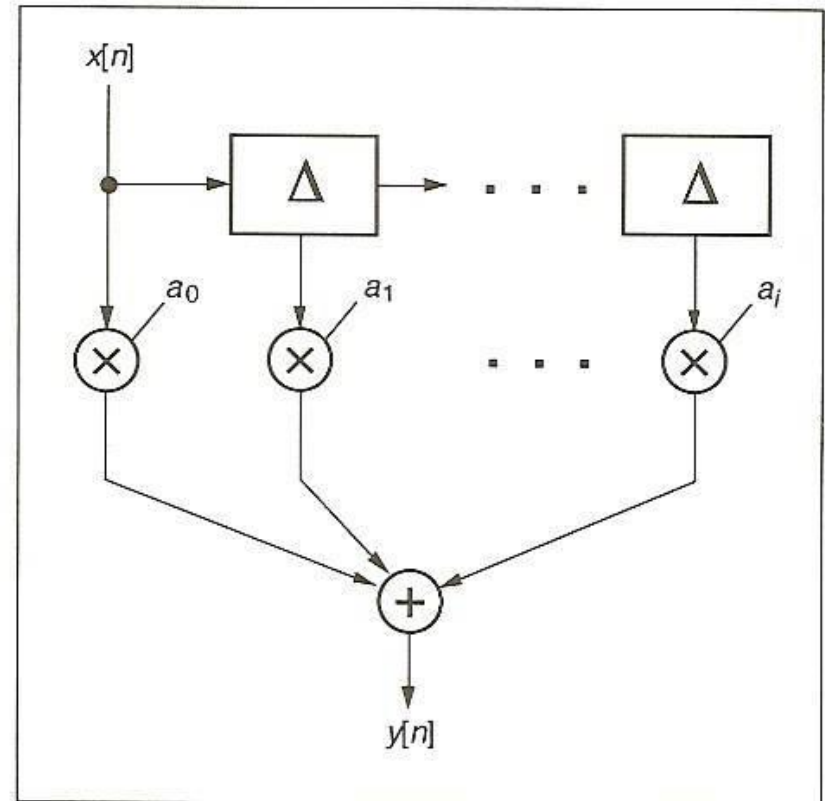 x[n]
Δ . . . Δ
a₀ a₁ aᵢ
× × . . . ×
+
y[n]